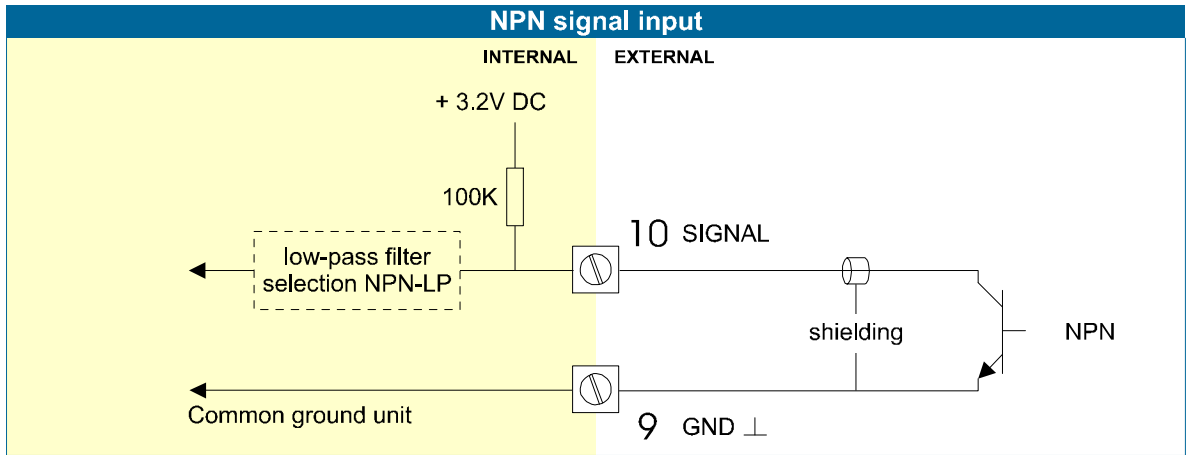 NPN signal input
INTERNAL EXTERNAL
+ 3.2V DC
100K
10 SIGNAL
low-pass filter
selection NPN-LP
shielding
NPN
Common ground unit
9 GND ⊥